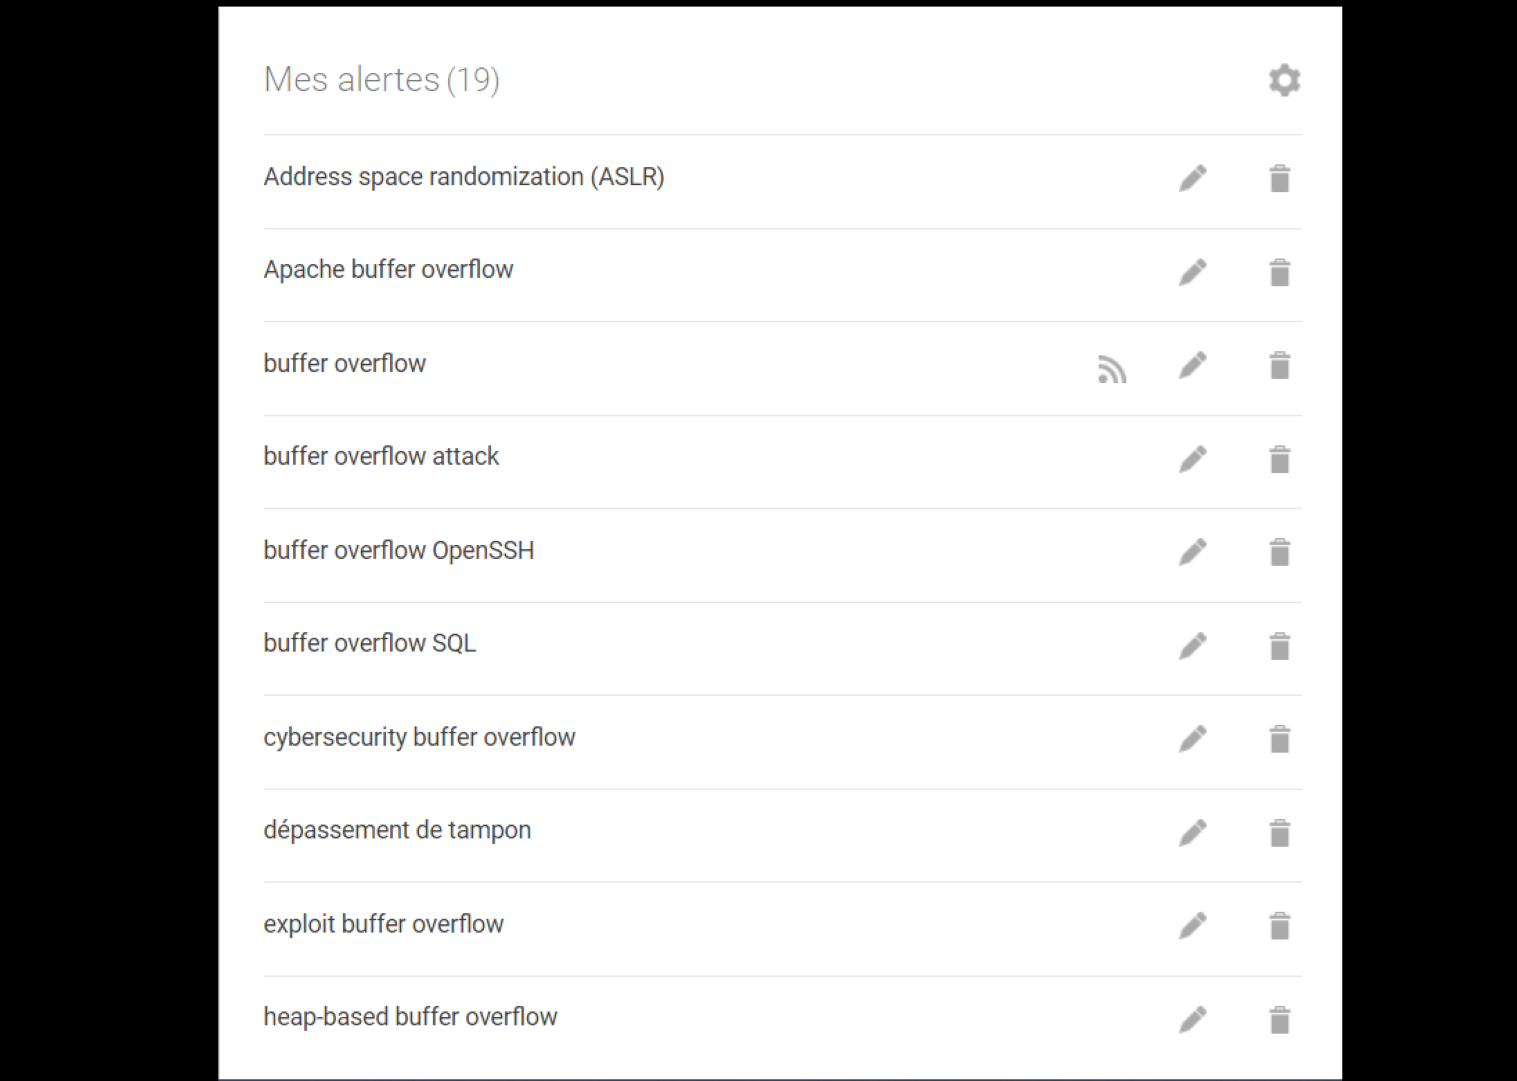 Mes alertes (19)
Address space randomization (ASLR)
Apache buffer overflow
buffer overflow
buffer overflow attack
buffer overflow OpenSSH
buffer overflow SQL
cybersecurity buffer overflow
dépassement de tampon
exploit buffer overflow
heap-based buffer overflow